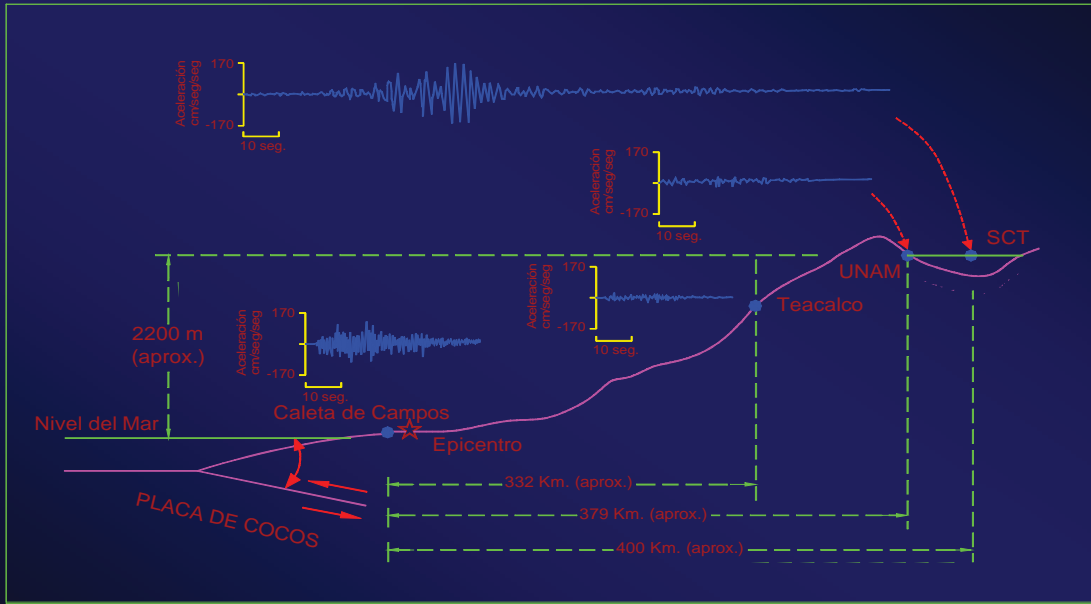 170
Aceleración
cm/seg/seg
-170
10 seg.
170
Aceleración
cm/seg/seg
-170
10 seg.
SCT
UNAM
170
Aceleración
cm/seg/seg
-170
10 seg.
Teacalco
2200 m
(aprox.)
170
Aceleración
cm/seg/seg
-170
10 seg.
Caleta de Campos
Nivel del Mar
Epicentro
332 Km. (aprox.)
PLACA DE COCOS
379 Km. (aprox.)
400 Km. (aprox.)